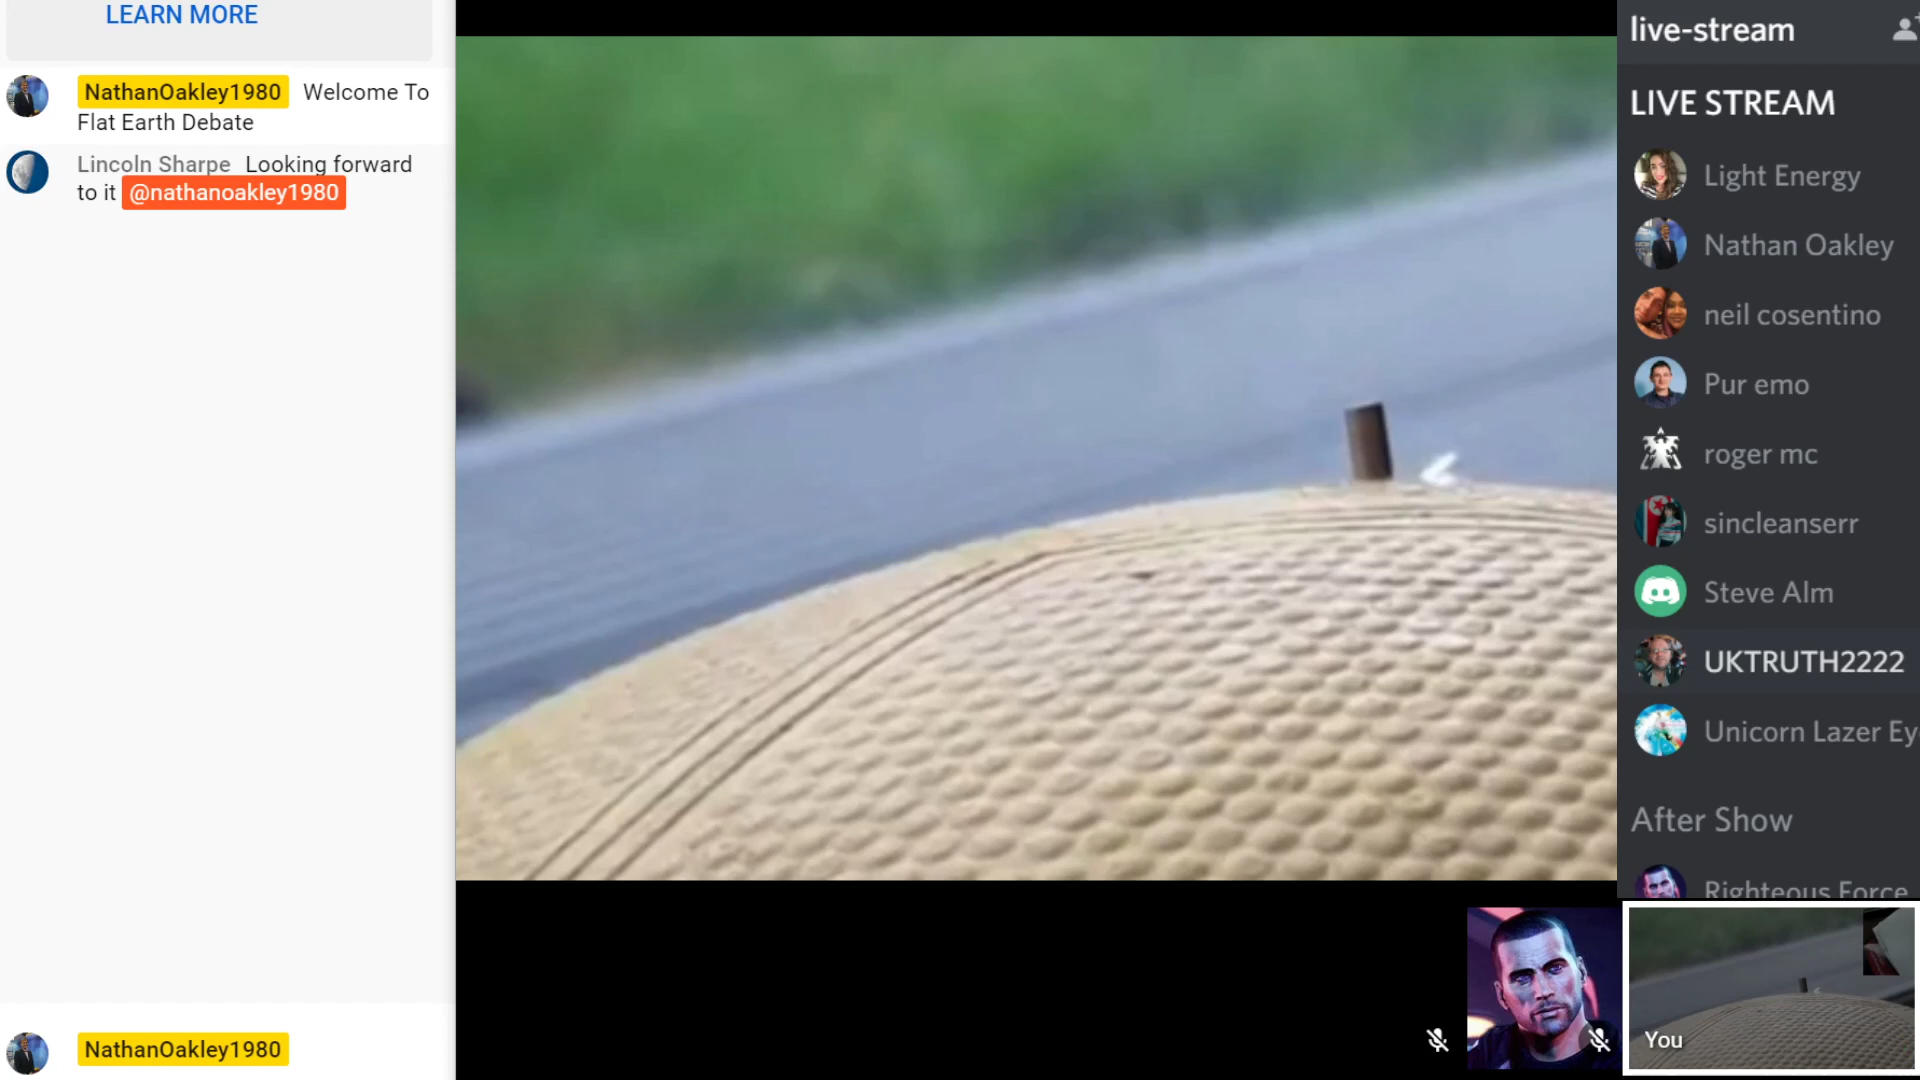 LEARN MORE
NathanOakley1980 Welcome To
Flat Earth Debate
Lincoln Sharpe Looking forward
to it @nathanoakley1980
NathanOakley1980
live-stream
LIVE STREAM
Light Energy
Nathan Oakley
neil cosentino
Pur emo
roger mc
sincleanserr
Steve Alm
UKTRUTH2222
Unicorn Lazer Ey
After Show
Righteous Force
You